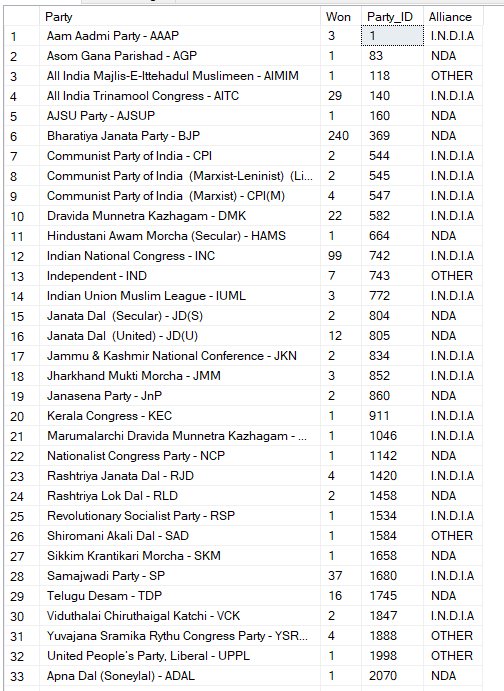 Party Won Party_ID Alliance
1 Aam Aadmi Party - AAAP 3 1 I.N.D.I.A
2 Asom Gana Parishad - AGP 1 83 NDA
3 All India Majlis-E-Ittehadul Muslimeen - AIMIM 1 118 OTHER
4 All India Trinamool Congress - AITC 29 140 I.N.D.I.A
5 AJSU Party - AJSUP 1 160 NDA
6 Bharatiya Janata Party - BJP 240 369 NDA
7 Communist Party of India - CPI 2 544 I.N.D.I.A
8 Communist Party of India (Marxist-Leninist) (Li... 2 545 I.N.D.I.A
9 Communist Party of India (Marxist) - CPI(M) 4 547 I.N.D.I.A
10 Dravida Munnetra Kazhagam - DMK 22 582 I.N.D.I.A
11 Hindustani Awam Morcha (Secular) - HAMS 1 664 NDA
12 Indian National Congress - INC 99 742 I.N.D.I.A
13 Independent - IND 7 743 OTHER
14 Indian Union Muslim League - IUML 3 772 I.N.D.I.A
15 Janata Dal (Secular) - JD(S) 2 804 NDA
16 Janata Dal (United) - JD(U) 12 805 NDA
17 Jammu & Kashmir National Conference - JKN 2 834 I.N.D.I.A
18 Jharkhand Mukti Morcha - JMM 3 852 I.N.D.I.A
19 Janasena Party - JnP 2 860 NDA
20 Kerala Congress - KEC 1 911 I.N.D.I.A
21 Marumalarchi Dravida Munnetra Kazhagam - ... 1 1046 I.N.D.I.A
22 Nationalist Congress Party - NCP 1 1142 NDA
23 Rashtriya Janata Dal - RJD 4 1420 I.N.D.I.A
24 Rashtriya Lok Dal - RLD 2 1458 NDA
25 Revolutionary Socialist Party - RSP 1 1534 I.N.D.I.A
26 Shiromani Akali Dal - SAD 1 1584 OTHER
27 Sikkim Krantikari Morcha - SKM 1 1658 NDA
28 Samajwadi Party - SP 37 1680 I.N.D.I.A
29 Telugu Desam - TDP 16 1745 NDA
30 Viduthalai Chiruthaigal Katchi - VCK 2 1847 I.N.D.I.A
31 Yuvajana Sramika Rythu Congress Party - YSR... 4 1888 OTHER
32 United People's Party, Liberal - UPPL 1 1998 OTHER
33 Apna Dal (Soneylal) - ADAL 1 2070 NDA